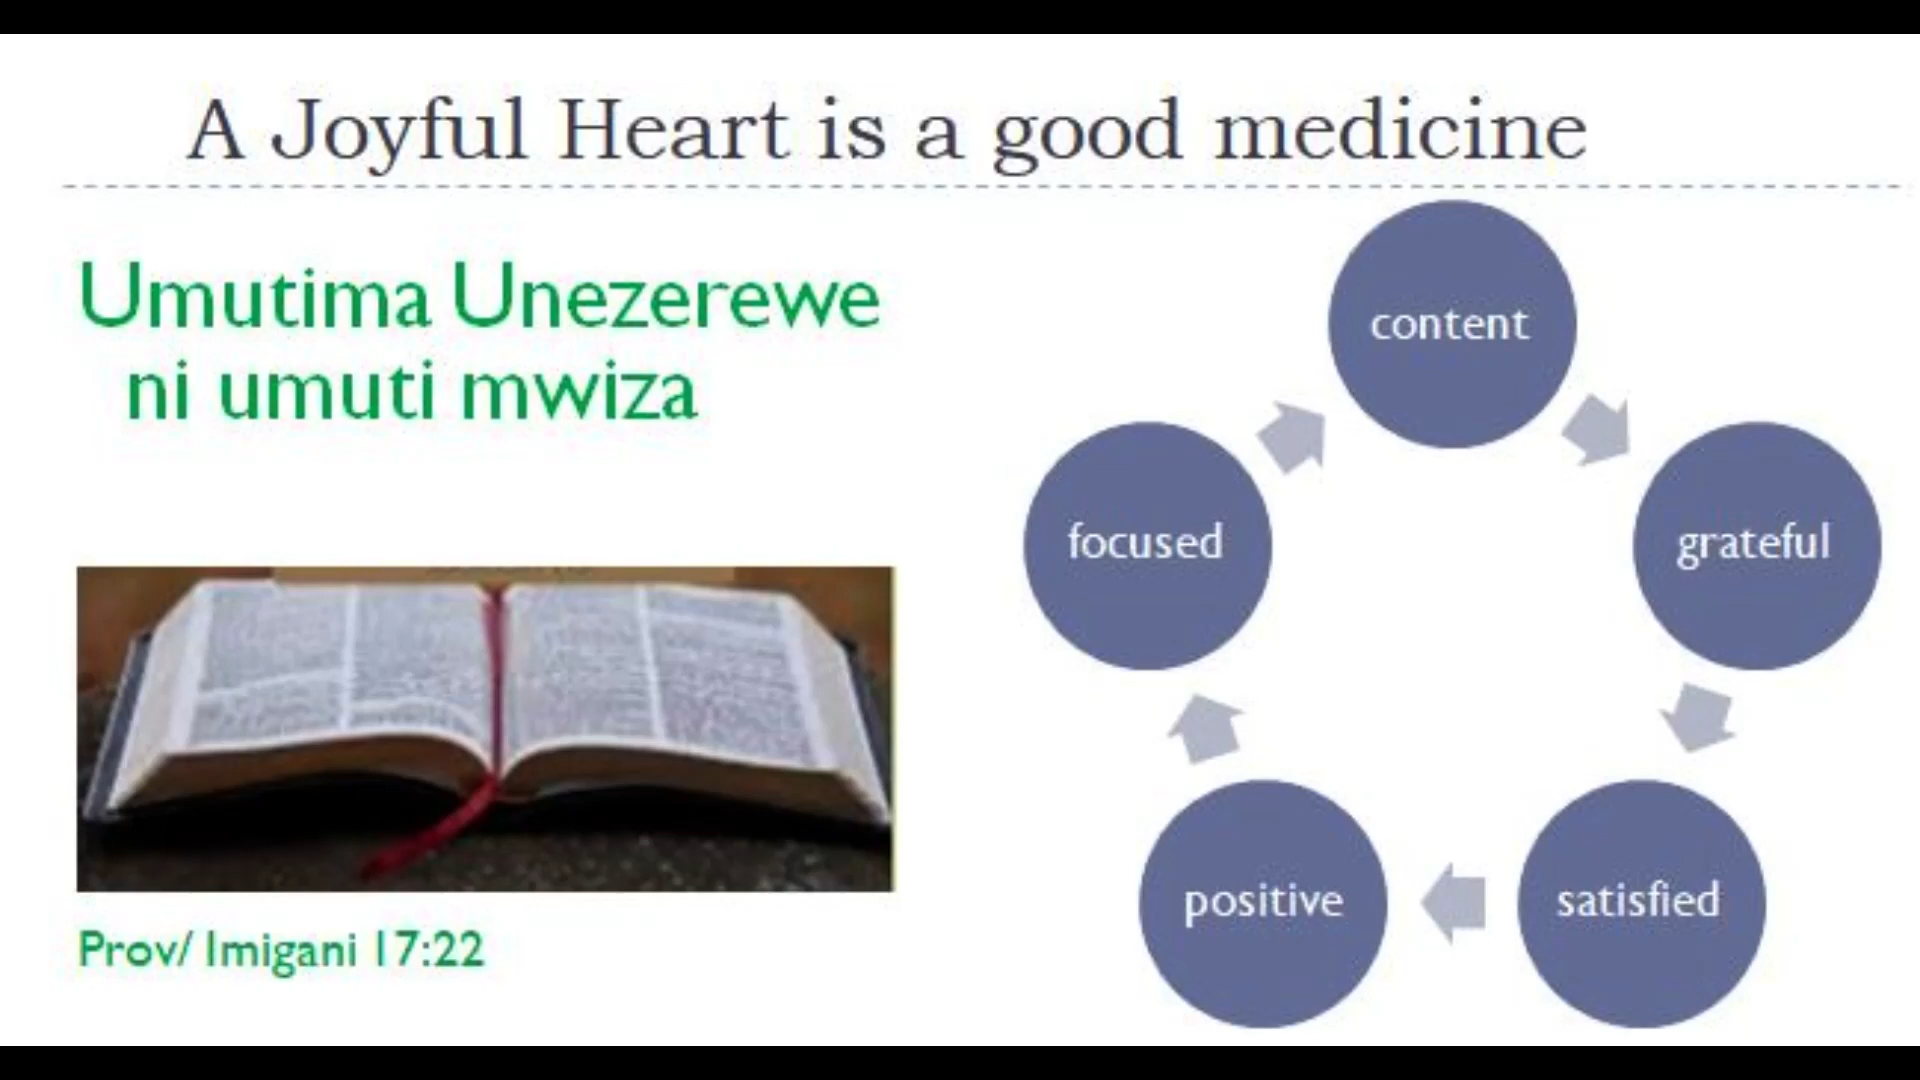 A Joyful Heart is a good medicine
Umutima Unezerewe
ni umuti mwiza
Prov/ Imigani 17:22
content
grateful
satisfied
positive
focused